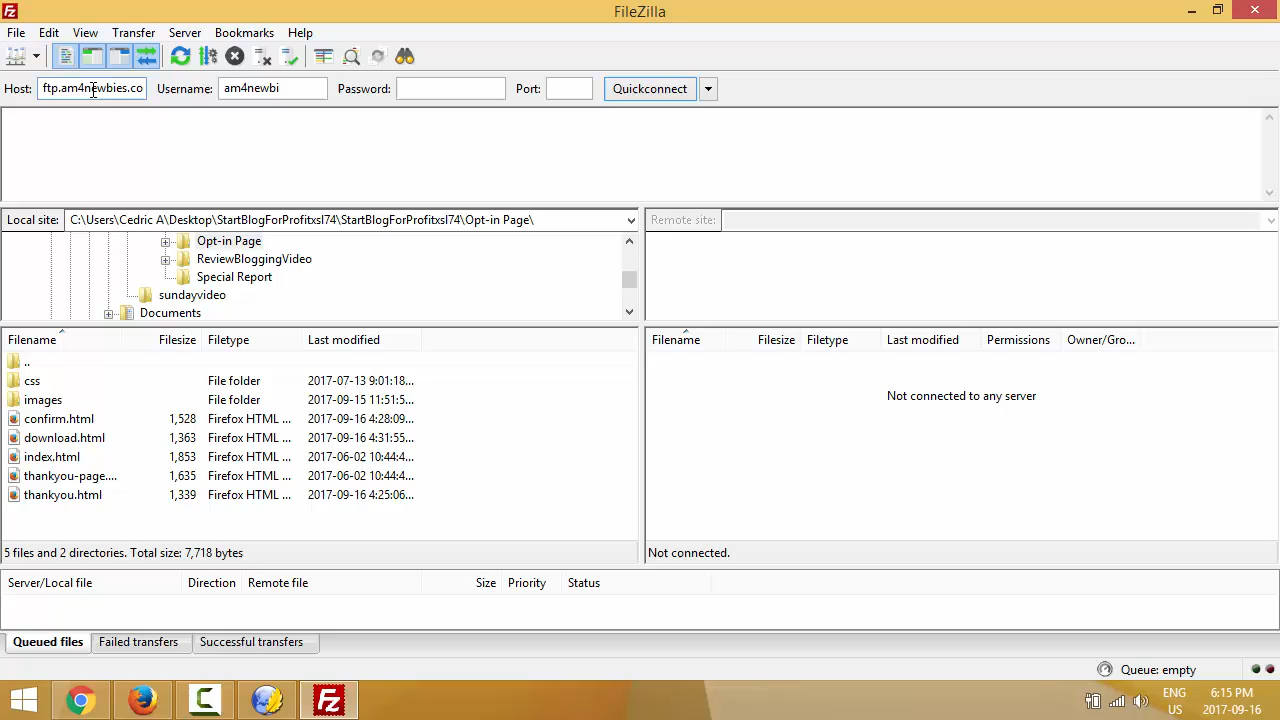 FileZilla
File Edit View Transfer Server Bookmarks Help
Host: ftp.am4newbies.co Username: am4newbi Password: Port: Quickconnect
Local site: C:\Users\Cedric A\Desktop\StartBlogForProfitxsl74\StartBlogForProfitxsl74\Opt-in Page\
Remote site:
Opt-in Page
ReviewBloggingVideo
Special Report
sundayvideo
Documents
Filename Filesize Filetype Last modified
..
css File folder 2017-07-13 9:01:18...
images File folder 2017-09-15 11:51:5...
confirm.html 1,528 Firefox HTML ... 2017-09-16 4:28:09...
download.html 1,363 Firefox HTML ... 2017-09-16 4:31:55...
index.html 1,853 Firefox HTML ... 2017-06-02 10:44:4...
thankyou-page.... 1,635 Firefox HTML ... 2017-06-02 10:44:4...
thankyou.html 1,339 Firefox HTML ... 2017-09-16 4:25:06...
5 files and 2 directories. Total size: 7,718 bytes
Filename Filesize Filetype Last modified Permissions Owner/Gro...
Not connected to any server
Not connected.
Server/Local file Direction Remote file Size Priority Status
Queued files Failed transfers Successful transfers
Queue: empty
ENG 6:15 PM
US 2017-09-16